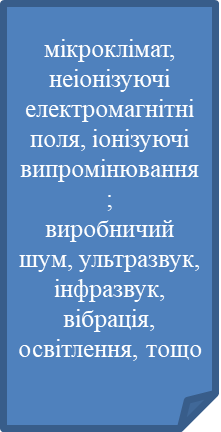 мікроклімат,
неіонізуючі
електромагнітні
поля, іонізуючі
випромінювання
;
виробничий
шум, ультразвук,
інфразвук,
вібрація,
освітлення, тощо